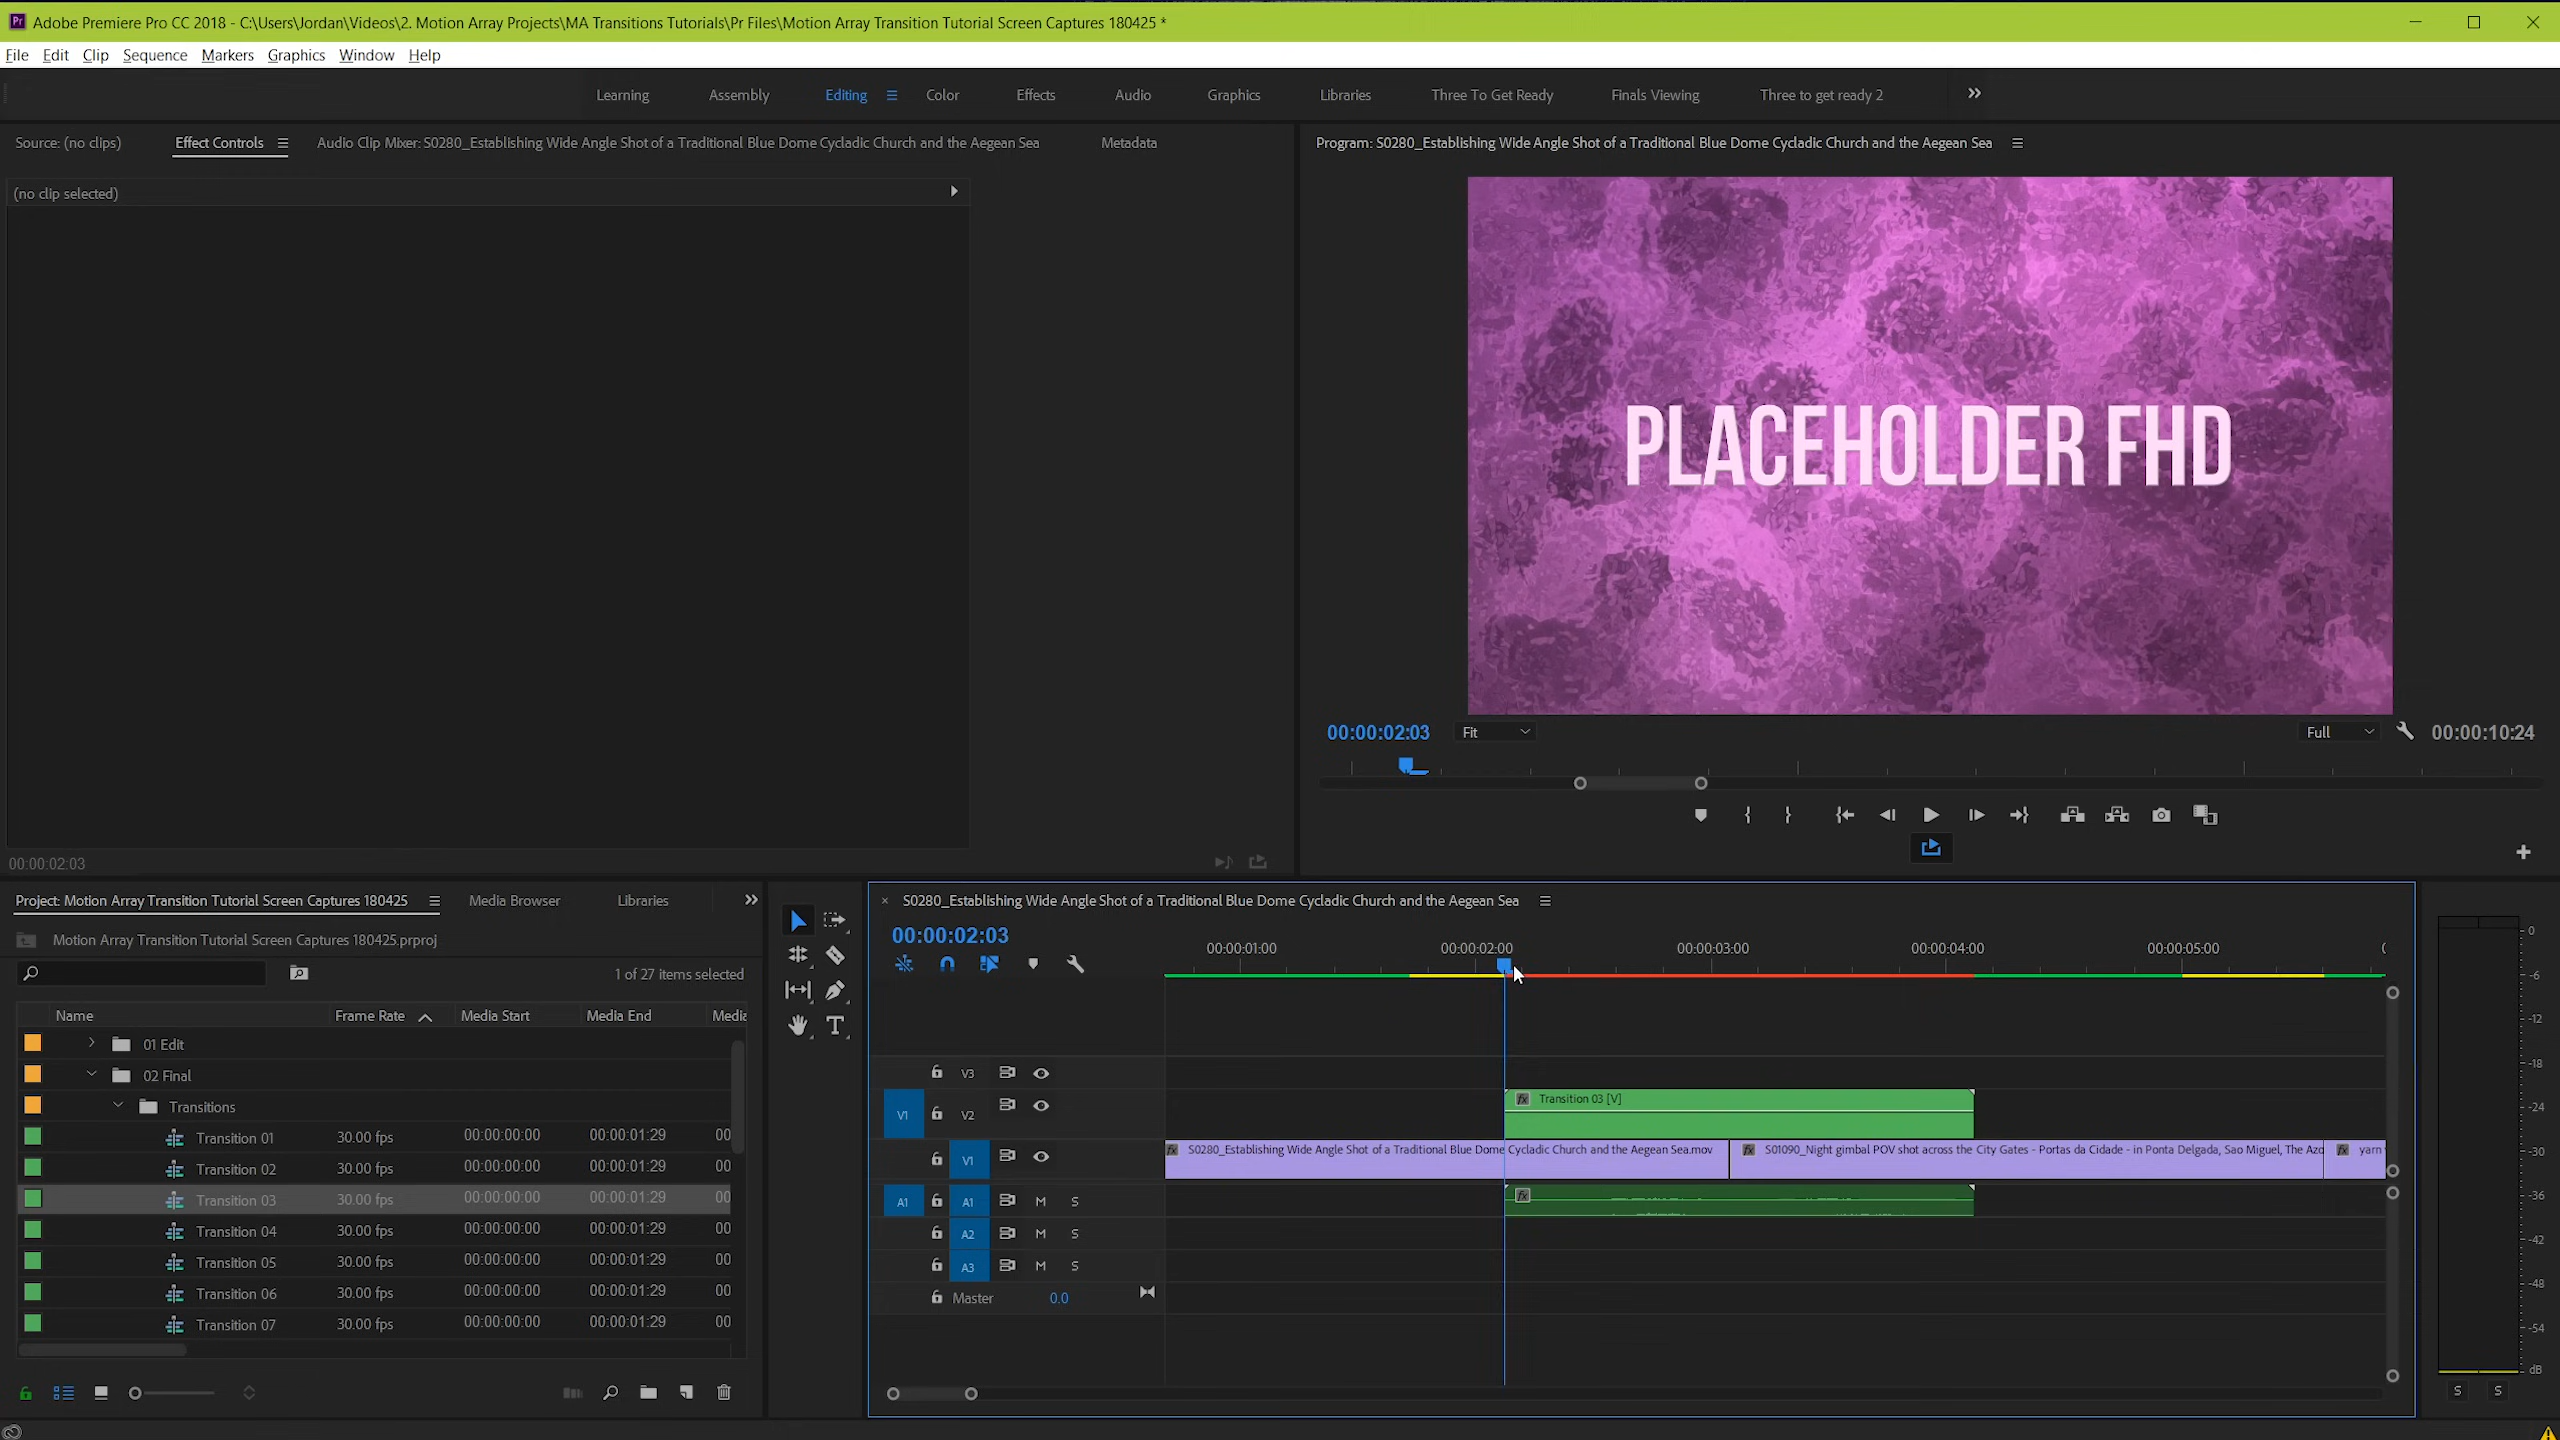 Adobe Premiere Pro CC 2018 - C:\Users\Jordan\Videos\2. Motion Array Projects\MA Transitions Tutorials\Pr Files\Motion Array Transition Tutorial Screen Captures 180425 *
File Edit Clip Sequence Markers Graphics Window Help
Learning Assembly Editing Color Effects Audio Graphics Libraries Three To Get Ready Finals Viewing Three to get ready 2
Source: (no clips) Effect Controls Audio Clip Mixer: S0280_Establishing Wide Angle Shot of a Traditional Blue Dome Cycladic Church and the Aegean Sea Metadata
(no clip selected)
00:00:02:03
Program: S0280_Establishing Wide Angle Shot of a Traditional Blue Dome Cycladic Church and the Aegean Sea
PLACEHOLDER FHD
00:00:02:03 Fit Full 00:00:10:24
Project: Motion Array Transition Tutorial Screen Captures 180425 Media Browser Libraries
Motion Array Transition Tutorial Screen Captures 180425.prproj
1 of 27 items selected
Name Frame Rate Media Start Media End Media
01 Edit
02 Final
Transitions
Transition 01 30.00 fps 00:00:00:00 00:00:01:29 00
Transition 02 30.00 fps 00:00:00:00 00:00:01:29 00
Transition 03 30.00 fps 00:00:00:00 00:00:01:29 00
Transition 04 30.00 fps 00:00:00:00 00:00:01:29 00
Transition 05 30.00 fps 00:00:00:00 00:00:01:29 00
Transition 06 30.00 fps 00:00:00:00 00:00:01:29 00
Transition 07 30.00 fps 00:00:00:00 00:00:01:29 00
S0280_Establishing Wide Angle Shot of a Traditional Blue Dome Cycladic Church and the Aegean Sea
00:00:02:03
00:00:01:00 00:00:02:00 00:00:03:00 00:00:04:00 00:00:05:00
V3
V1 V2 fx Transition 03 [V]
V1 fx S0280_Establishing Wide Angle Shot of a Traditional Blue Dome Cycladic Church and the Aegean Sea.mov fx S01090_Night gimbal POV shot across the City Gates - Portas da Cidade - in Ponta Delgada, Sao Miguel, The Azo fx yarn
A1 A1 M S fx
A2 M S
A3 M S
Master 0.0
0
-6
-12
-18
-24
-30
-36
-42
-48
-54
dB
S S